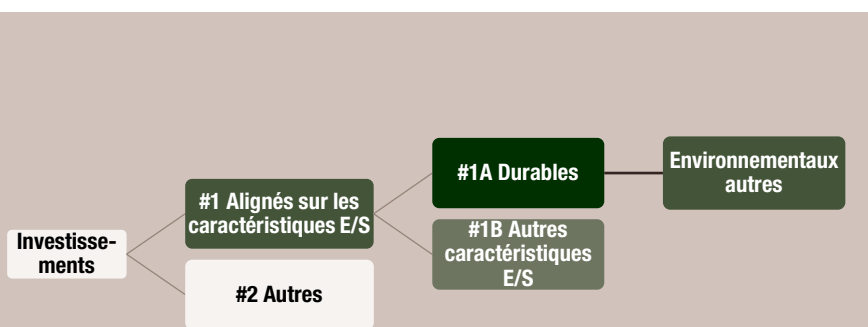 Investisse-
ments
#1 Alignés sur les
caractéristiques E/S
#2 Autres
#1A Durables
#1B Autres
caractéristiques
E/S
Environnementaux
autres